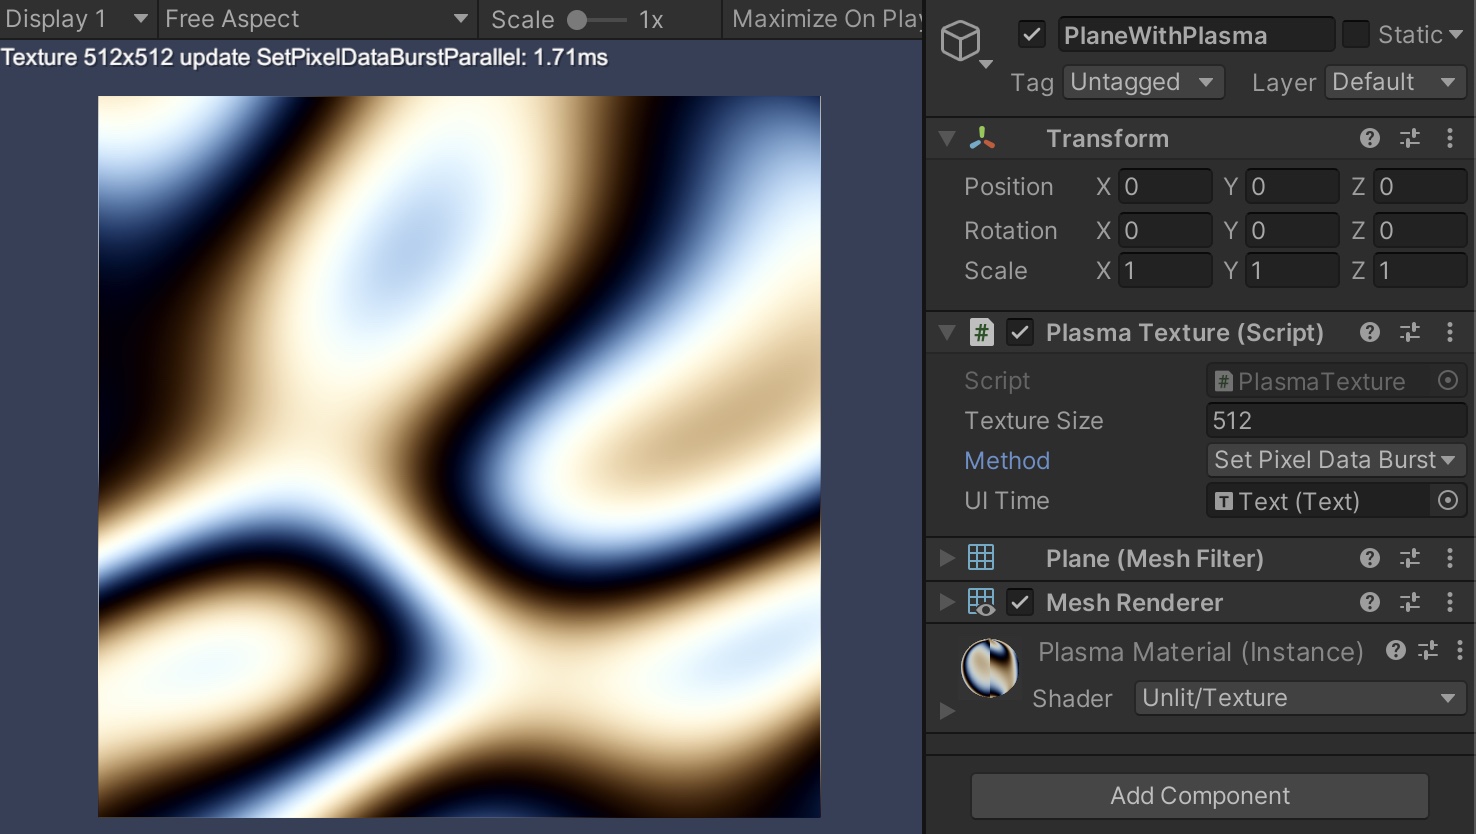 Display 1 Free Aspect Scale 1x Maximize On Play
Texture 512x512 update SetPixelDataBurstParallel: 1.71ms
PlaneWithPlasma Static
Tag Untagged Layer Default
Transform
Position X 0 Y 0 Z 0
Rotation X 0 Y 0 Z 0
Scale X 1 Y 1 Z 1
# Plasma Texture (Script)
Script # PlasmaTexture
Texture Size 512
Method Set Pixel Data Burst
UI Time T Text (Text)
Plane (Mesh Filter)
Mesh Renderer
Plasma Material (Instance)
Shader Unlit/Texture
Add Component